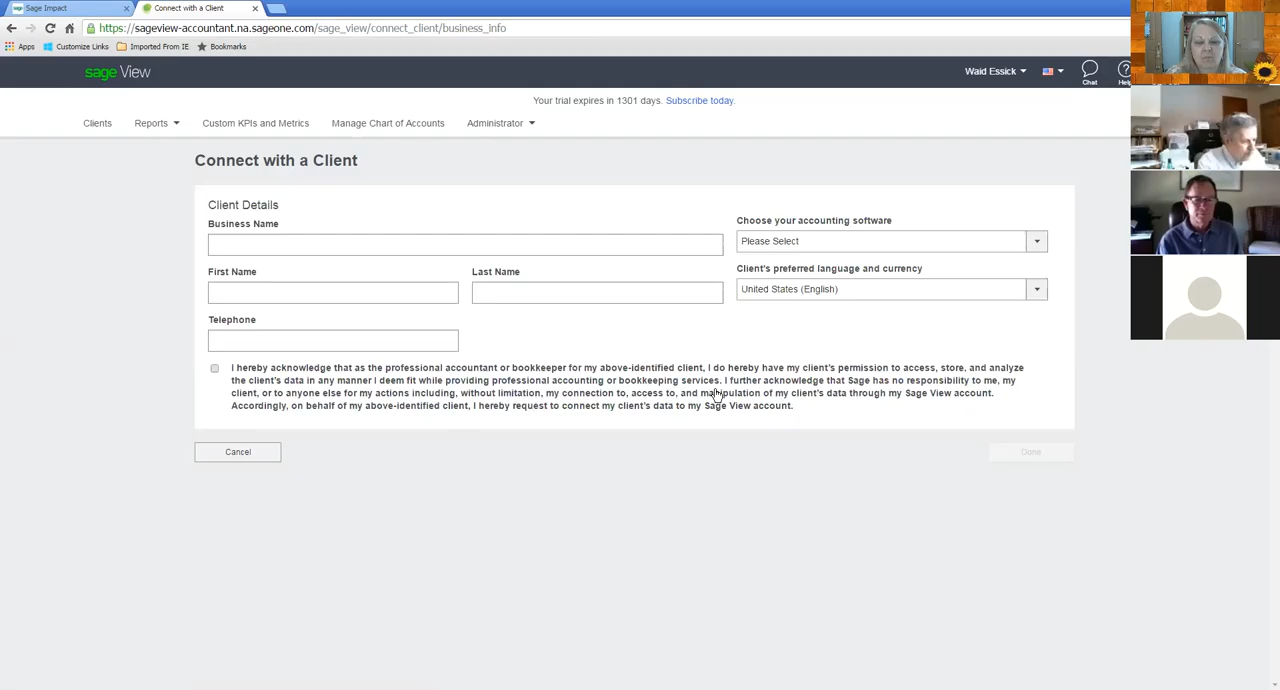 sage Sage Impact ×
Connect with a Client ×
https://sageview-accountant.na.sageone.com/sage_view/connect_client/business_info
Apps Customize Links Imported From IE Bookmarks
sage View
Waid Essick
Chat
Help
Your trial expires in 1301 days. Subscribe today.
Clients Reports Custom KPIs and Metrics Manage Chart of Accounts Administrator
Connect with a Client
Client Details
Business Name
Choose your accounting software
Please Select
First Name
Last Name
Client's preferred language and currency
United States (English)
Telephone
I hereby acknowledge that as the professional accountant or bookkeeper for my above-identified client, I do hereby have my client's permission to access, store, and analyze
the client's data in any manner I deem fit while providing professional accounting or bookkeeping services. I further acknowledge that Sage has no responsibility to me, my
client, or to anyone else for my actions including, without limitation, my connection to, access to, and manipulation of my client's data through my Sage View account.
Accordingly, on behalf of my above-identified client, I hereby request to connect my client's data to my Sage View account.
Cancel
Done